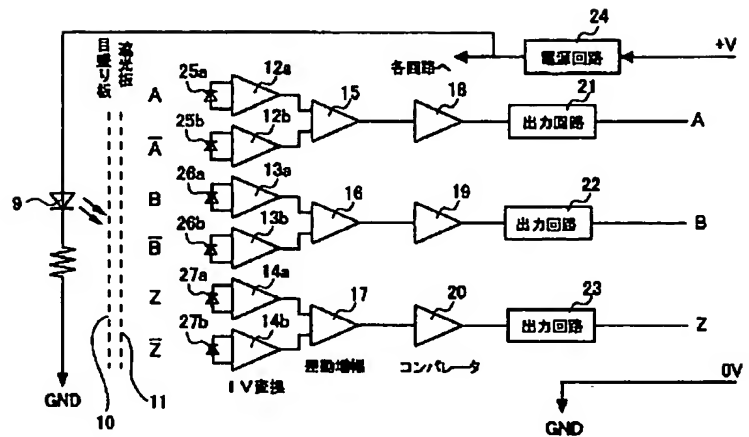 24
+V
電源回路
各回路へ
目盛り板
遮光板
25a
12a
A
15
18
21
出力回路
A
25b
12b
A̅
26a
13a
9
B
16
19
22
出力回路
B
26b
13b
B̅
27a
14a
Z
17
20
23
出力回路
Z
27b
14b
Z̅
IV変換
差動増幅
コンパレータ
0V
GND
10
11
GND